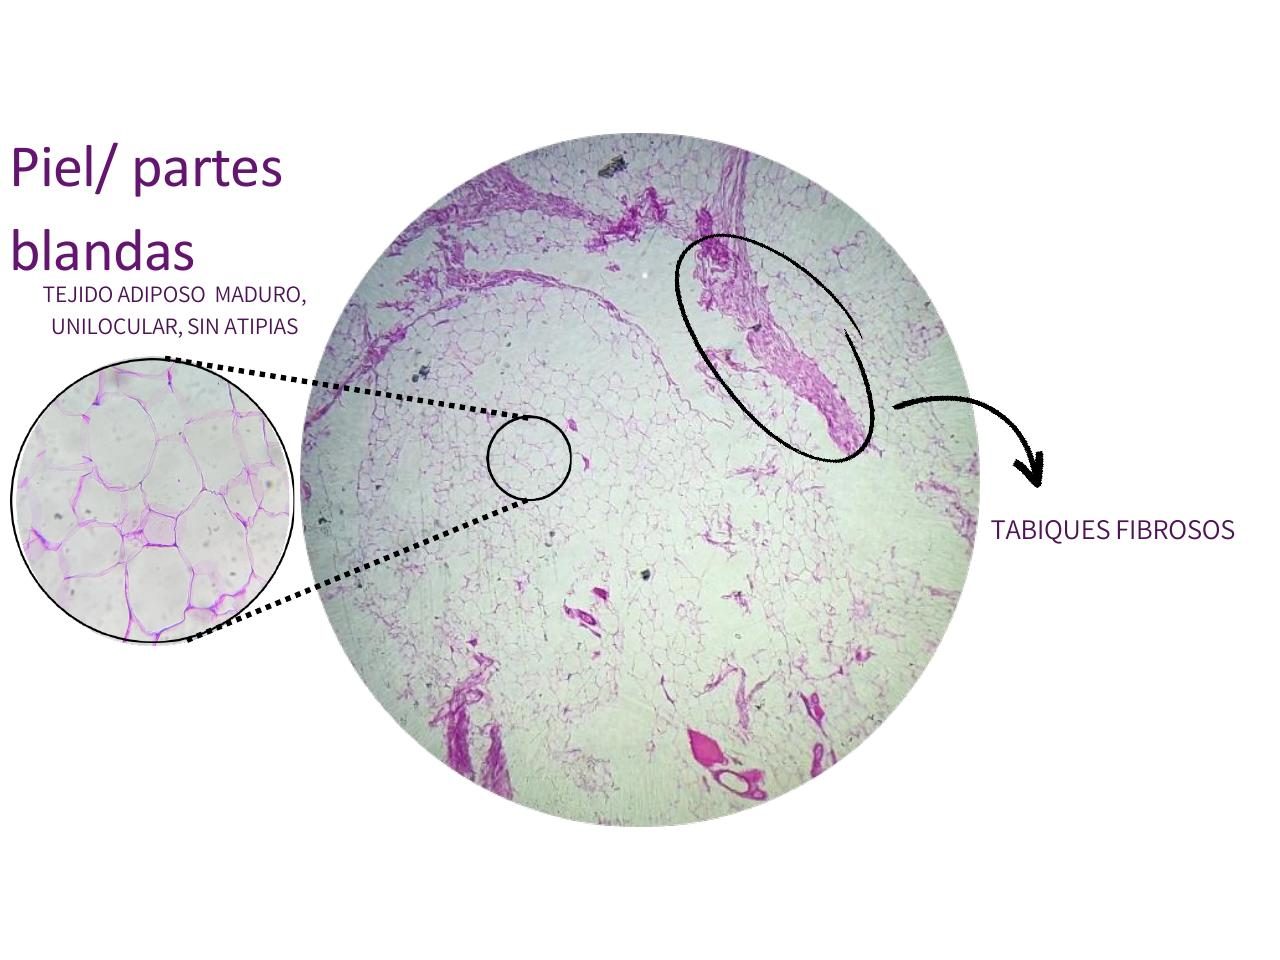 Piel/ partes
blandas
TEJIDO ADIPOSO MADURO,
UNILOCULAR, SIN ATIPIAS
TABIQUES FIBROSOS